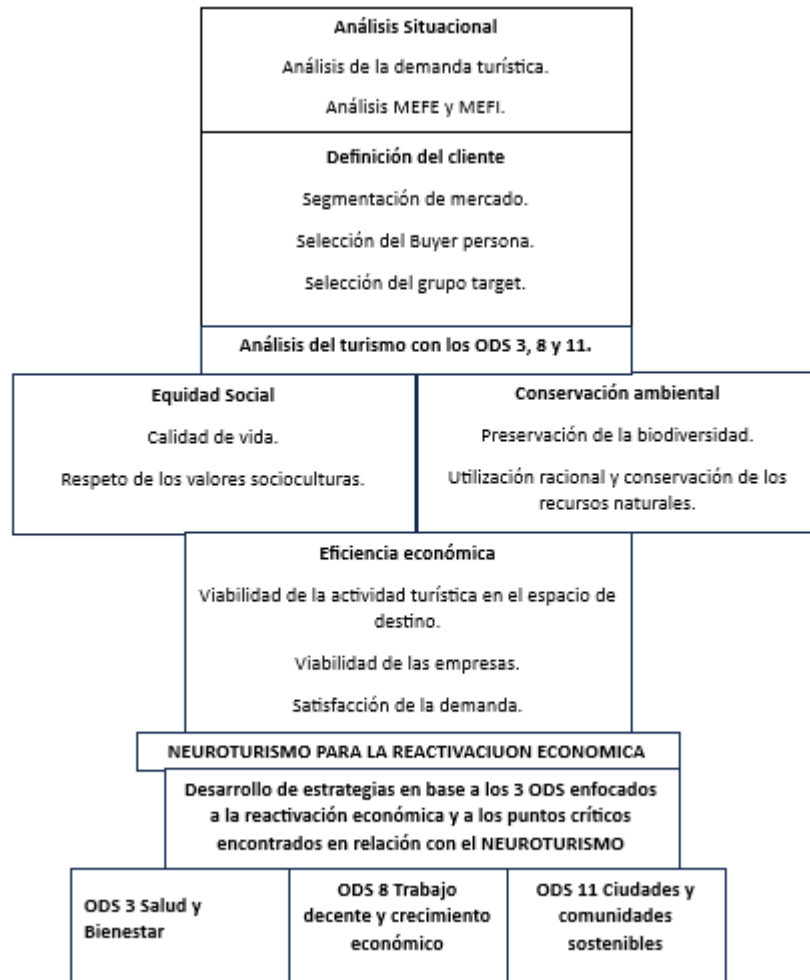 Análisis Situacional
Análisis de la demanda turística.
Análisis MEFE y MEFI.
Definición del cliente
Segmentación de mercado.
Selección del Buyer persona.
Selección del grupo target.
Análisis del turismo con los ODS 3, 8 y 11.
Equidad Social
Calidad de vida.
Respeto de los valores socioculturas.
Conservación ambiental
Preservación de la biodiversidad.
Utilización racional y conservación de los
recursos naturales.
Eficiencia económica
Viabilidad de la actividad turística en el espacio de
destino.
Viabilidad de las empresas.
Satisfacción de la demanda.
NEUROTURISMO PARA LA REACTIVACIUON ECONOMICA
Desarrollo de estrategias en base a los 3 ODS enfocados
a la reactivación económica y a los puntos críticos
encontrados en relación con el NEUROTURISMO
ODS 3 Salud y
Bienestar
ODS 8 Trabajo
decente y crecimiento
económico
ODS 11 Ciudades y
comunidades
sostenibles